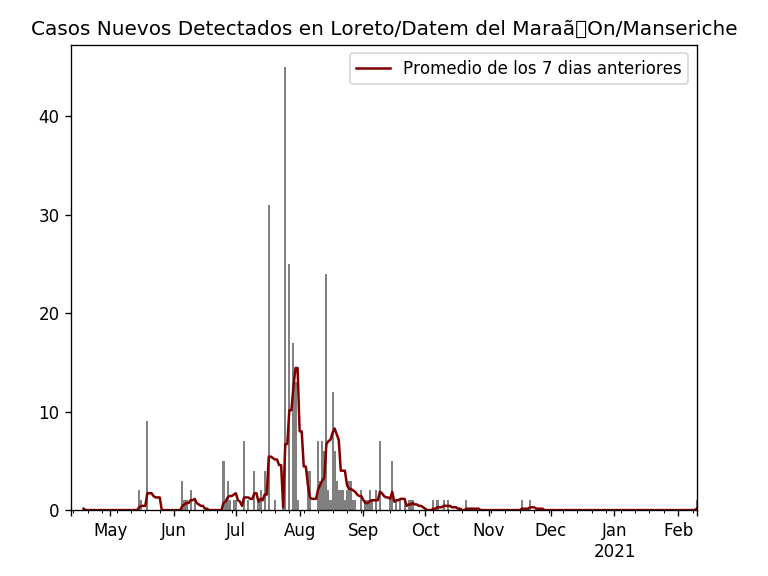 Casos Nuevos Detectados en Loreto/Datem del Maraã▯On/Manseriche
Promedio de los 7 dias anteriores
40
30
20
10
0
May Jun Jul Aug Sep Oct Nov Dec Jan Feb
2021